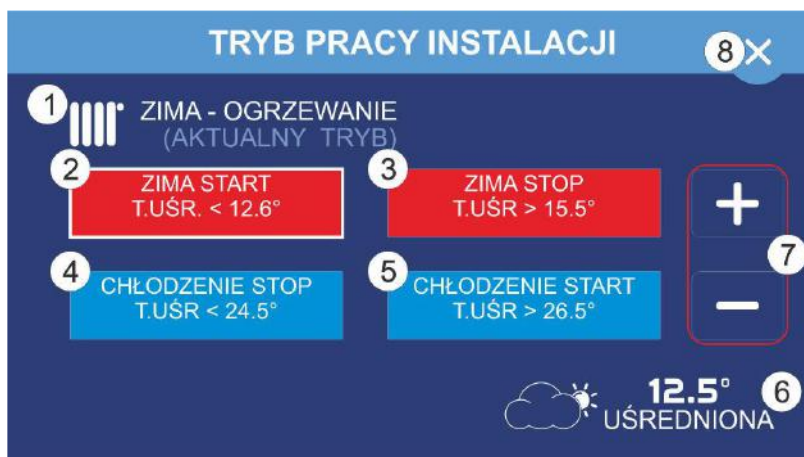 TRYB PRACY INSTALACJI
8
1
ZIMA - OGRZEWANIE
(AKTUALNY TRYB)
2
ZIMA START
T.UŚR. < 12.6°
3
ZIMA STOP
T.UŚR > 15.5°
4
CHŁODZENIE STOP
T.UŚR < 24.5°
5
CHŁODZENIE START
T.UŚR > 26.5°
+
7
−
12.5°
6
UŚREDNIONA